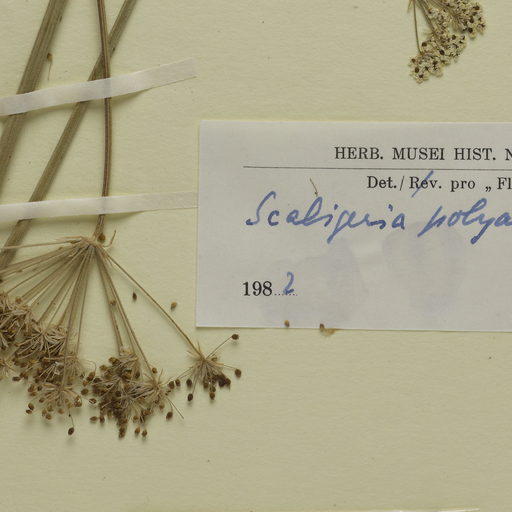 HERB. MUSEI HIST. N
Det./Rev. pro „ Fl
Scaligeria polya
1982